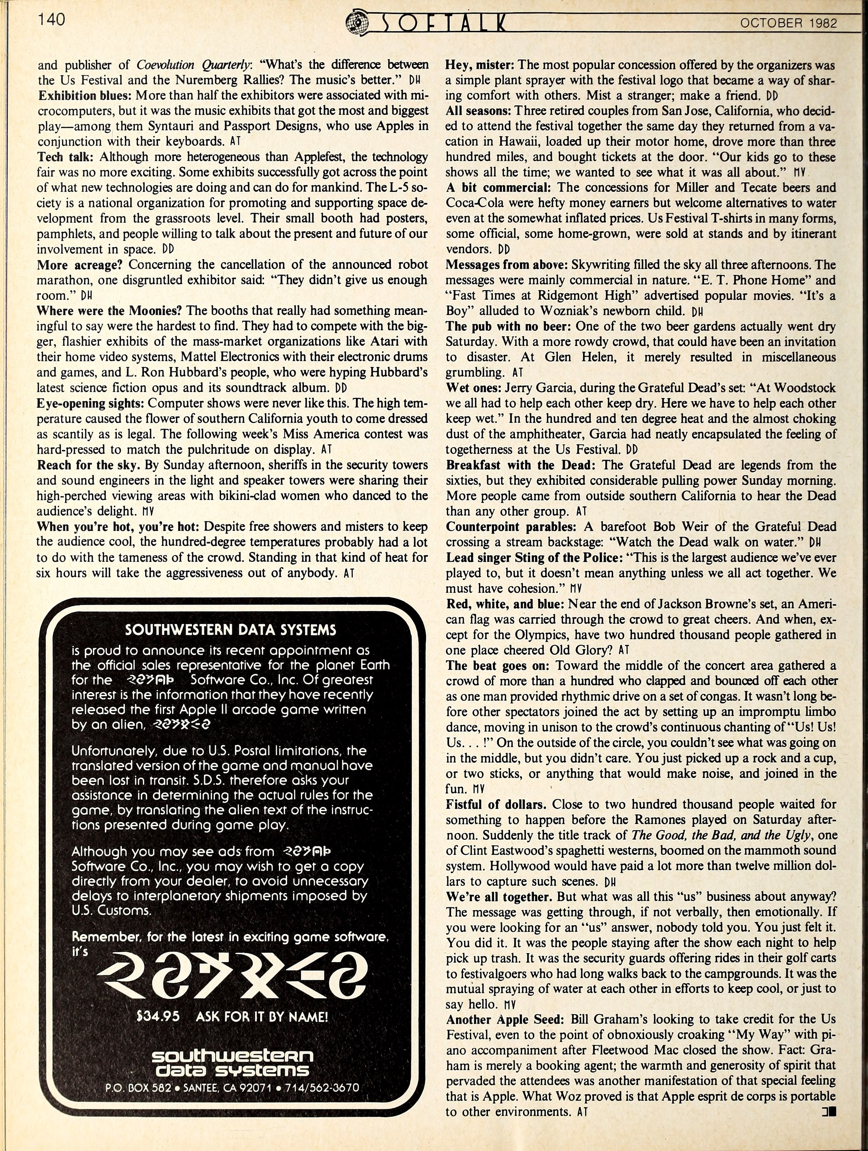 140
SOFTALK
OCTOBER 1982
and publisher of Coevolution Quarterly: “What’s the difference between
the Us Festival and the Nuremberg Rallies? The music’s better.” DH
Exhibition blues: More than half the exhibitors were associated with mi-
crocomputers, but it was the music exhibits that got the most and biggest
play—among them Syntauri and Passport Designs, who use Apples in
conjunction with their keyboards. AT
Tech talk: Although more heterogeneous than Applefest, the technology
fair was no more exciting. Some exhibits successfully got across the point
of what new technologies are doing and can do for mankind. The L-5 so-
ciety is a national organization for promoting and supporting space de-
velopment from the grassroots level. Their small booth had posters,
pamphlets, and people willing to talk about the present and future of our
involvement in space. DD
More acreage? Concerning the cancellation of the announced robot
marathon, one disgruntled exhibitor said: “They didn’t give us enough
room.” DH
Where were the Moonies? The booths that really had something mean-
ingful to say were the hardest to find. They had to compete with the big-
ger, flashier exhibits of the mass-market organizations like Atari with
their home video systems, Mattel Electronics with their electronic drums
and games, and L. Ron Hubbard’s people, who were hyping Hubbard’s
latest science fiction opus and its soundtrack album. DD
Eye-opening sights: Computer shows were never like this. The high tem-
perature caused the flower of southern California youth to come dressed
as scantily as is legal. The following week’s Miss America contest was
hard-pressed to match the pulchritude on display. AT
Reach for the sky. By Sunday afternoon, sheriffs in the security towers
and sound engineers in the light and speaker towers were sharing their
high-perched viewing areas with bikini-clad women who danced to the
audience’s delight. MV
When you’re hot, you’re hot: Despite free showers and misters to keep
the audience cool, the hundred-degree temperatures probably had a lot
to do with the tameness of the crowd. Standing in that kind of heat for
six hours will take the aggressiveness out of anybody. AT
SOUTHWESTERN DATA SYSTEMS
is proud to announce its recent appointment as
the official sales representative for the planet Earth
for the Software Co., Inc. Of greatest
interest is the information that they have recently
released the first Apple II arcade game written
by an alien,
Unfortunately, due to U.S. Postal limitations, the
translated version of the game and manual have
been lost in transit. S.D.S. therefore asks your
assistance in determining the actual rules for the
game, by translating the alien text of the instruc-
tions presented during game play.
Although you may see ads from
Software Co., Inc., you may wish to get a copy
directly from your dealer, to avoid unnecessary
delays to interplanetary shipments imposed by
U.S. Customs.
Remember, for the latest in exciting game software,
it’s
$34.95 ASK FOR IT BY NAME!
southwestern
data systems
P.O. BOX 582 • SANTEE, CA 92071 • 714/562-3670
Hey, mister: The most popular concession offered by the organizers was
a simple plant sprayer with the festival logo that became a way of shar-
ing comfort with others. Mist a stranger; make a friend. DD
All seasons: Three retired couples from San Jose, California, who decid-
ed to attend the festival together the same day they returned from a va-
cation in Hawaii, loaded up their motor home, drove more than three
hundred miles, and bought tickets at the door. “Our kids go to these
shows all the time; we wanted to see what it was all about.” MV
A bit commercial: The concessions for Miller and Tecate beers and
Coca-Cola were hefty money earners but welcome alternatives to water
even at the somewhat inflated prices. Us Festival T-shirts in many forms,
some official, some home-grown, were sold at stands and by itinerant
vendors. DD
Messages from above: Skywriting filled the sky all three afternoons. The
messages were mainly commercial in nature. “E. T. Phone Home” and
“Fast Times at Ridgemont High” advertised popular movies. “It’s a
Boy” alluded to Wozniak’s newborn child. DH
The pub with no beer: One of the two beer gardens actually went dry
Saturday. With a more rowdy crowd, that could have been an invitation
to disaster. At Glen Helen, it merely resulted in miscellaneous
grumbling. AT
Wet ones: Jerry Garcia, during the Grateful Dead’s set: “At Woodstock
we all had to help each other keep dry. Here we have to help each other
keep wet.” In the hundred and ten degree heat and the almost choking
dust of the amphitheater, Garcia had neatly encapsulated the feeling of
togetherness at the Us Festival. DD
Breakfast with the Dead: The Grateful Dead are legends from the
sixties, but they exhibited considerable pulling power Sunday morning.
More people came from outside southern California to hear the Dead
than any other group. AT
Counterpoint parables: A barefoot Bob Weir of the Grateful Dead
crossing a stream backstage: “Watch the Dead walk on water.” DH
Lead singer Sting of the Police: “This is the largest audience we’ve ever
played to, but it doesn’t mean anything unless we all act together. We
must have cohesion.” MV
Red, white, and blue: Near the end of Jackson Browne’s set, an Ameri-
can flag was carried through the crowd to great cheers. And when, ex-
cept for the Olympics, have two hundred thousand people gathered in
one place cheered Old Glory? AT
The beat goes on: Toward the middle of the concert area gathered a
crowd of more than a hundred who clapped and bounced off each other
as one man provided rhythmic drive on a set of congas. It wasn’t long be-
fore other spectators joined the act by setting up an impromptu limbo
dance, moving in unison to the crowd’s continuous chanting of “Us! Us!
Us. . . !” On the outside of the circle, you couldn’t see what was going on
in the middle, but you didn’t care. You just picked up a rock and a cup,
or two sticks, or anything that would make noise, and joined in the
fun. MV
Fistful of dollars. Close to two hundred thousand people waited for
something to happen before the Ramones played on Saturday after-
noon. Suddenly the title track of The Good, the Bad, and the Ugly, one
of Clint Eastwood’s spaghetti westerns, boomed on the mammoth sound
system. Hollywood would have paid a lot more than twelve million dol-
lars to capture such scenes. DH
We’re all together. But what was all this “us” business about anyway?
The message was getting through, if not verbally, then emotionally. If
you were looking for an “us” answer, nobody told you. You just felt it.
You did it. It was the people staying after the show each night to help
pick up trash. It was the security guards offering rides in their golf carts
to festivalgoers who had long walks back to the campgrounds. It was the
mutual spraying of water at each other in efforts to keep cool, or just to
say hello. MV
Another Apple Seed: Bill Graham’s looking to take credit for the Us
Festival, even to the point of obnoxiously croaking “My Way” with pi-
ano accompaniment after Fleetwood Mac closed the show. Fact: Gra-
ham is merely a booking agent; the warmth and generosity of spirit that
pervaded the attendees was another manifestation of that special feeling
that is Apple. What Woz proved is that Apple esprit de corps is portable
to other environments. AT